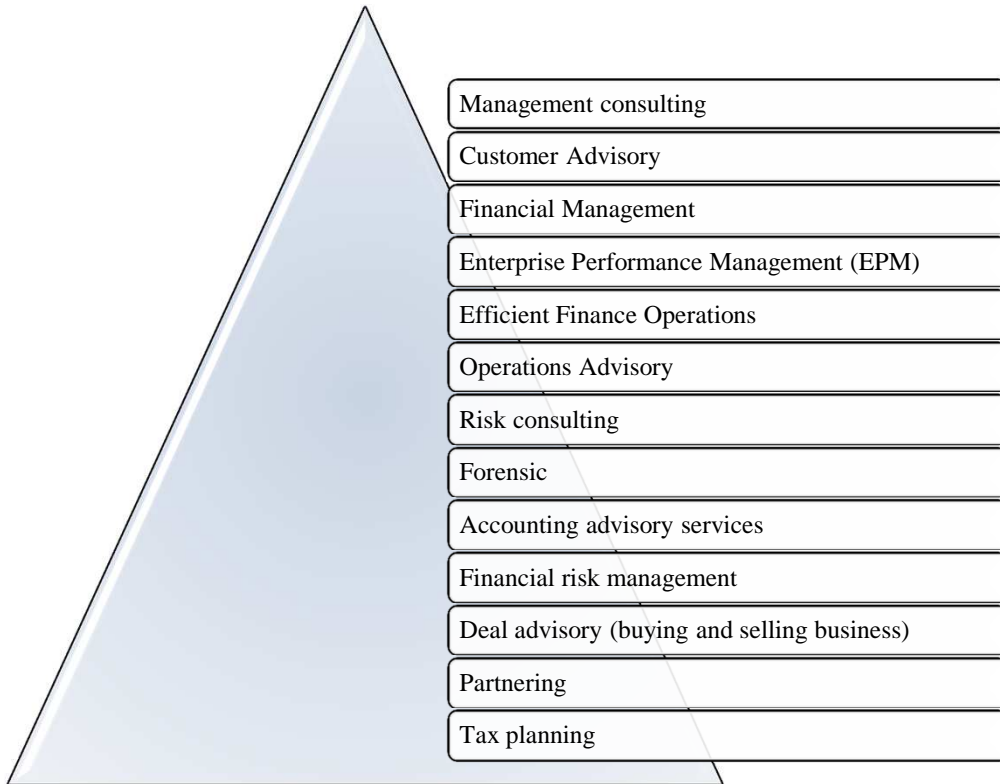 Management consulting
Customer Advisory
Financial Management
Enterprise Performance Management (EPM)
Efficient Finance Operations
Operations Advisory
Risk consulting
Forensic
Accounting advisory services
Financial risk management
Deal advisory (buying and selling business)
Partnering
Tax planning